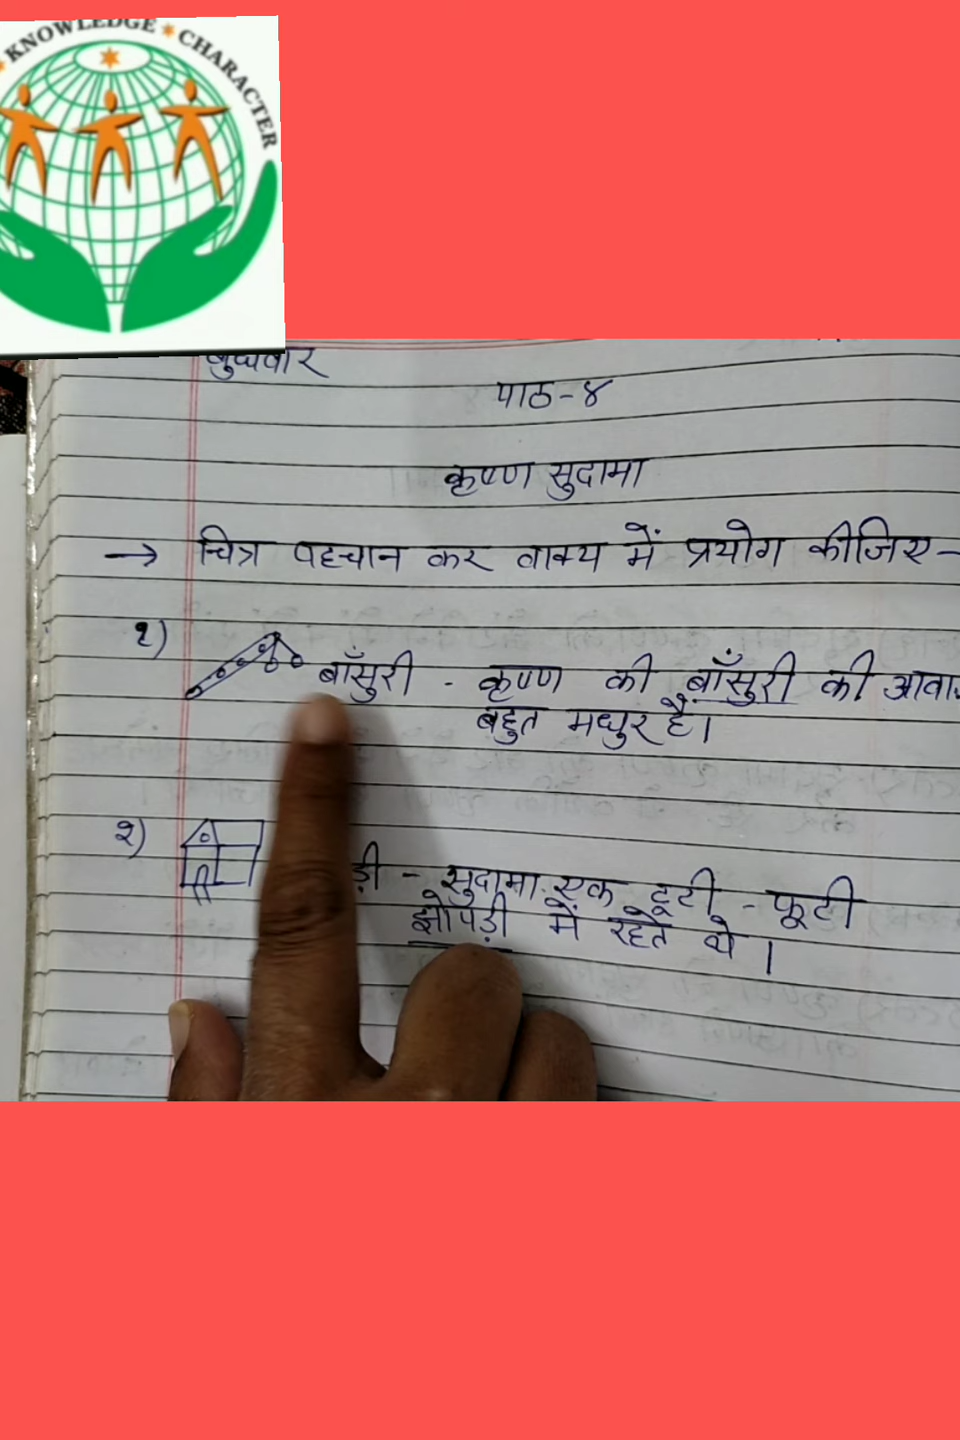 KNOWLEDGE ★ CHARACTER
बुधवार
पाठ-४
कृष्ण सुदामा
→ चित्र पहचान कर वाक्य में प्रयोग कीजिए –
१) बाँसुरी - कृष्ण की बाँसुरी की
बहुत मधुर है।
२) ड़ी - सुदामा एक टूटी - फूटी
झोपड़ी में रहते थे।